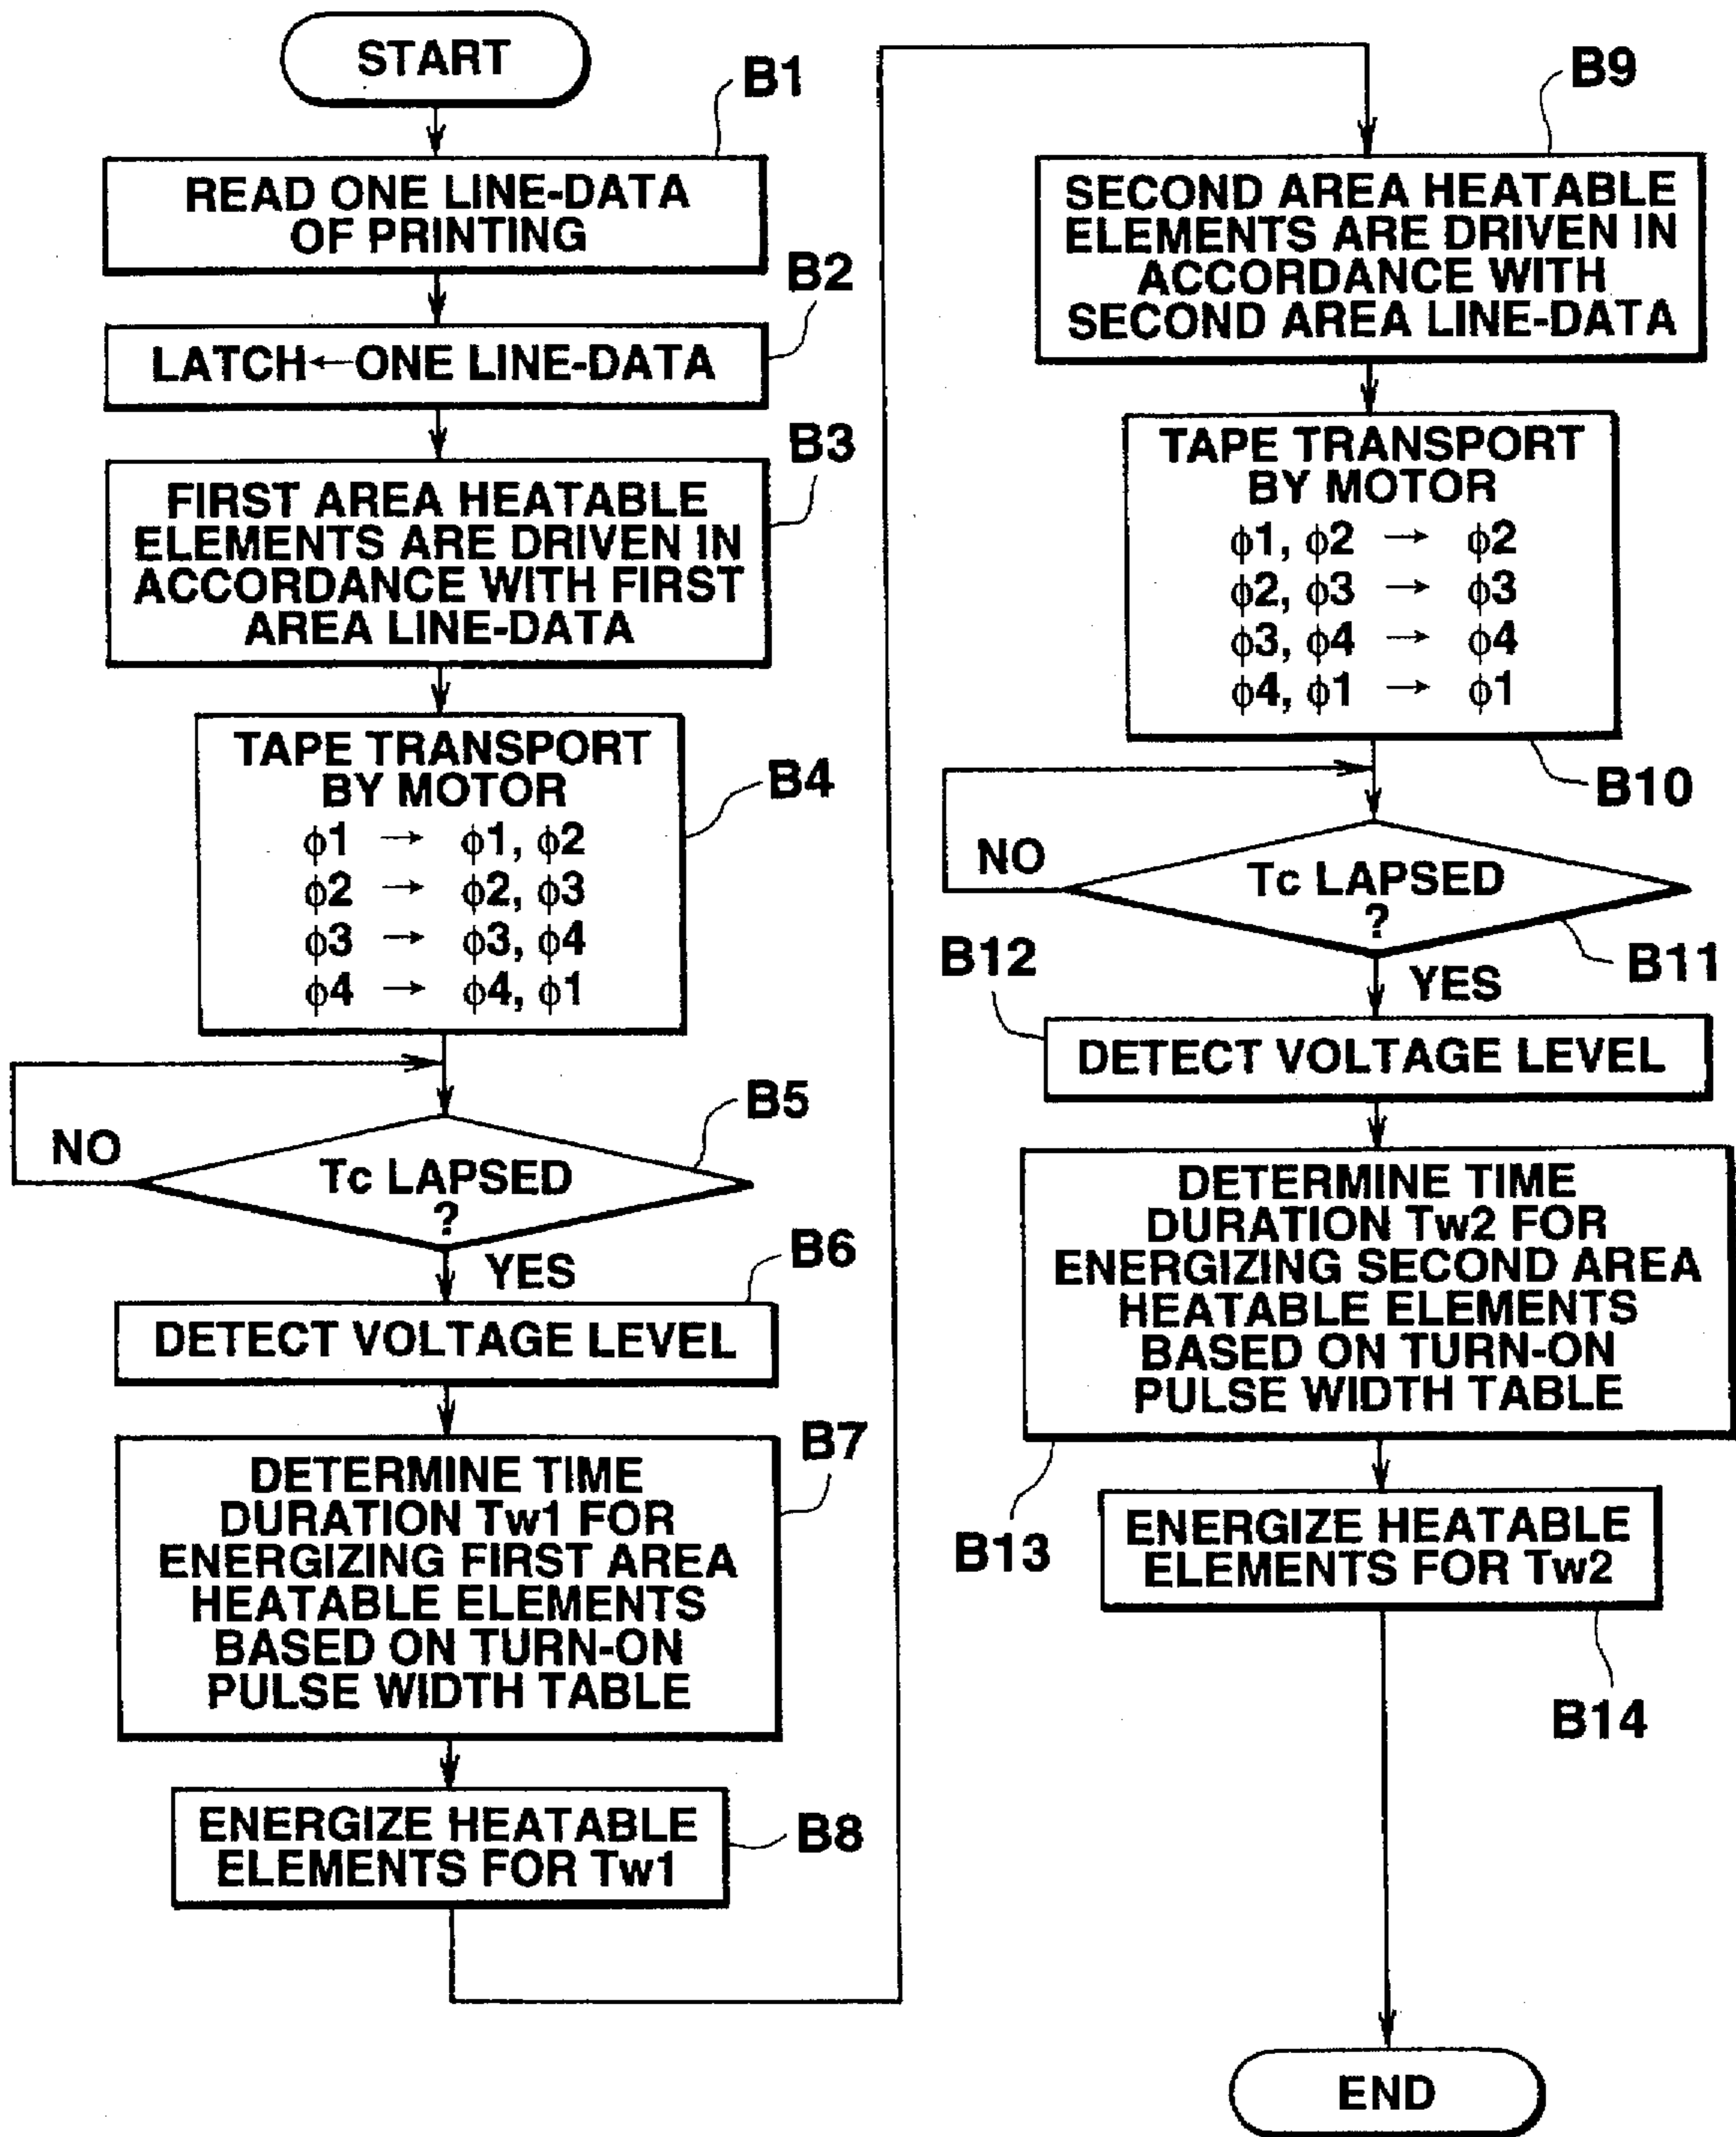 START
B1
READ ONE LINE-DATA
OF PRINTING
B2
LATCH←ONE LINE-DATA
B3
FIRST AREA HEATABLE
ELEMENTS ARE DRIVEN IN
ACCORDANCE WITH FIRST
AREA LINE-DATA
TAPE TRANSPORT
BY MOTOR
B4
ϕ1 → ϕ1, ϕ2
ϕ2 → ϕ2, ϕ3
ϕ3 → ϕ3, ϕ4
ϕ4 → ϕ4, ϕ1
B5
NO
Tc LAPSED
?
YES
B6
DETECT VOLTAGE LEVEL
B7
DETERMINE TIME
DURATION Tw1 FOR
ENERGIZING FIRST AREA
HEATABLE ELEMENTS
BASED ON TURN-ON
PULSE WIDTH TABLE
ENERGIZE HEATABLE
ELEMENTS FOR Tw1
B8
B9
SECOND AREA HEATABLE
ELEMENTS ARE DRIVEN IN
ACCORDANCE WITH
SECOND AREA LINE-DATA
TAPE TRANSPORT
BY MOTOR
ϕ1, ϕ2 → ϕ2
ϕ2, ϕ3 → ϕ3
ϕ3, ϕ4 → ϕ4
ϕ4, ϕ1 → ϕ1
B10
NO
Tc LAPSED
?
B11
YES
B12
DETECT VOLTAGE LEVEL
DETERMINE TIME
DURATION Tw2 FOR
ENERGIZING SECOND AREA
HEATABLE ELEMENTS
BASED ON TURN-ON
PULSE WIDTH TABLE
B13
ENERGIZE HEATABLE
ELEMENTS FOR Tw2
B14
END